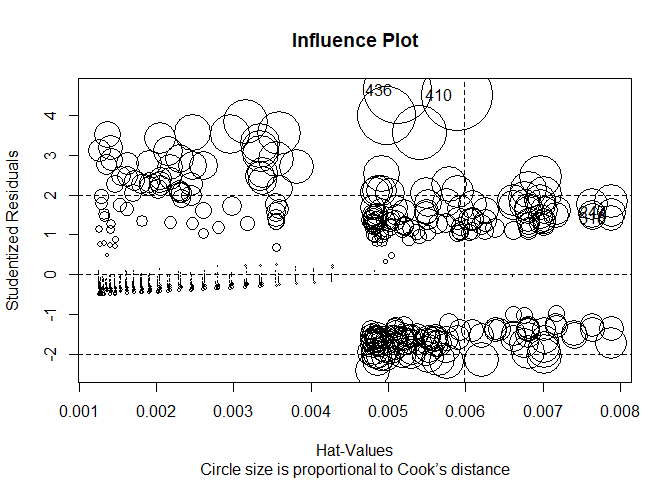 Influence Plot
436
410
Studentized Residuals
4
3
2
1
0
-1
-2
0.001 0.002 0.003 0.004 0.005 0.006 0.007 0.008
Hat-Values
Circle size is proportional to Cook's distance